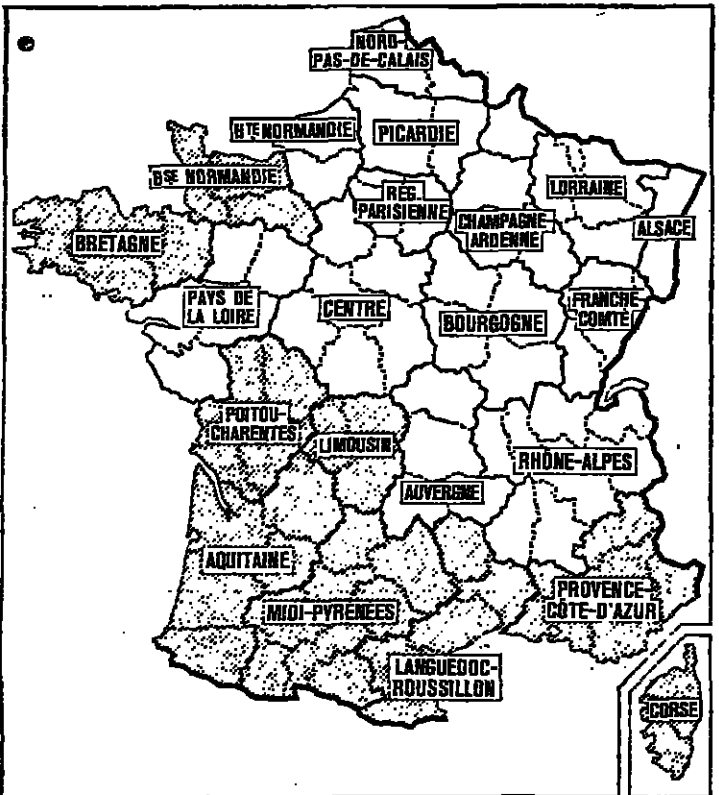 NORD-
PAS-DE-CALAIS
HTE NORMANDIE
PICARDIE
BSE NORMANDIE
RÉG.
PARISIENNE
LORRAINE
CHAMPAGNE
ARDENNE
ALSACE
BRETAGNE
PAYS DE
LA LOIRE
CENTRE
BOURGOGNE
FRANCHE
COMTÉ
POITOU-
CHARENTES
LIMOUSIN
RHÔNE-ALPES
AUVERGNE
AQUITAINE
PROVENCE-
CÔTE-D'AZUR
MIDI-PYRÉNÉES
LANGUEDOC-
ROUSSILLON
CORSE